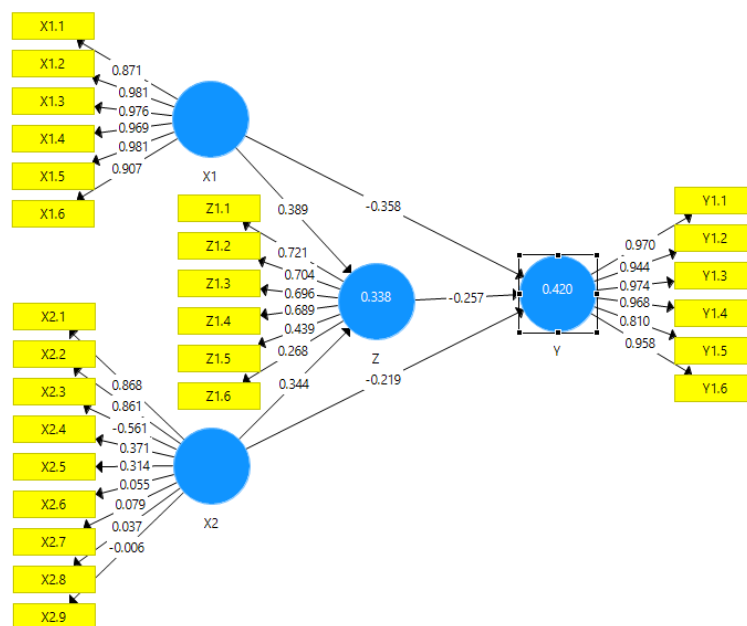 X1.1
X1.2
X1.3
X1.4
X1.5
X1.6
0.871
0.981
0.976
0.969
0.981
0.907
X1
0.389
-0.358
Z1.1
Z1.2
Z1.3
Z1.4
Z1.5
Z1.6
0.721
0.704
0.696
0.689
0.439
0.268
0.338
Z
-0.257
0.344
-0.219
X2.1
X2.2
X2.3
X2.4
X2.5
X2.6
X2.7
X2.8
X2.9
0.868
0.861
-0.561
0.371
0.314
0.055
0.079
0.037
-0.006
X2
0.420
Y
0.970
0.944
0.974
0.968
0.810
0.958
Y1.1
Y1.2
Y1.3
Y1.4
Y1.5
Y1.6